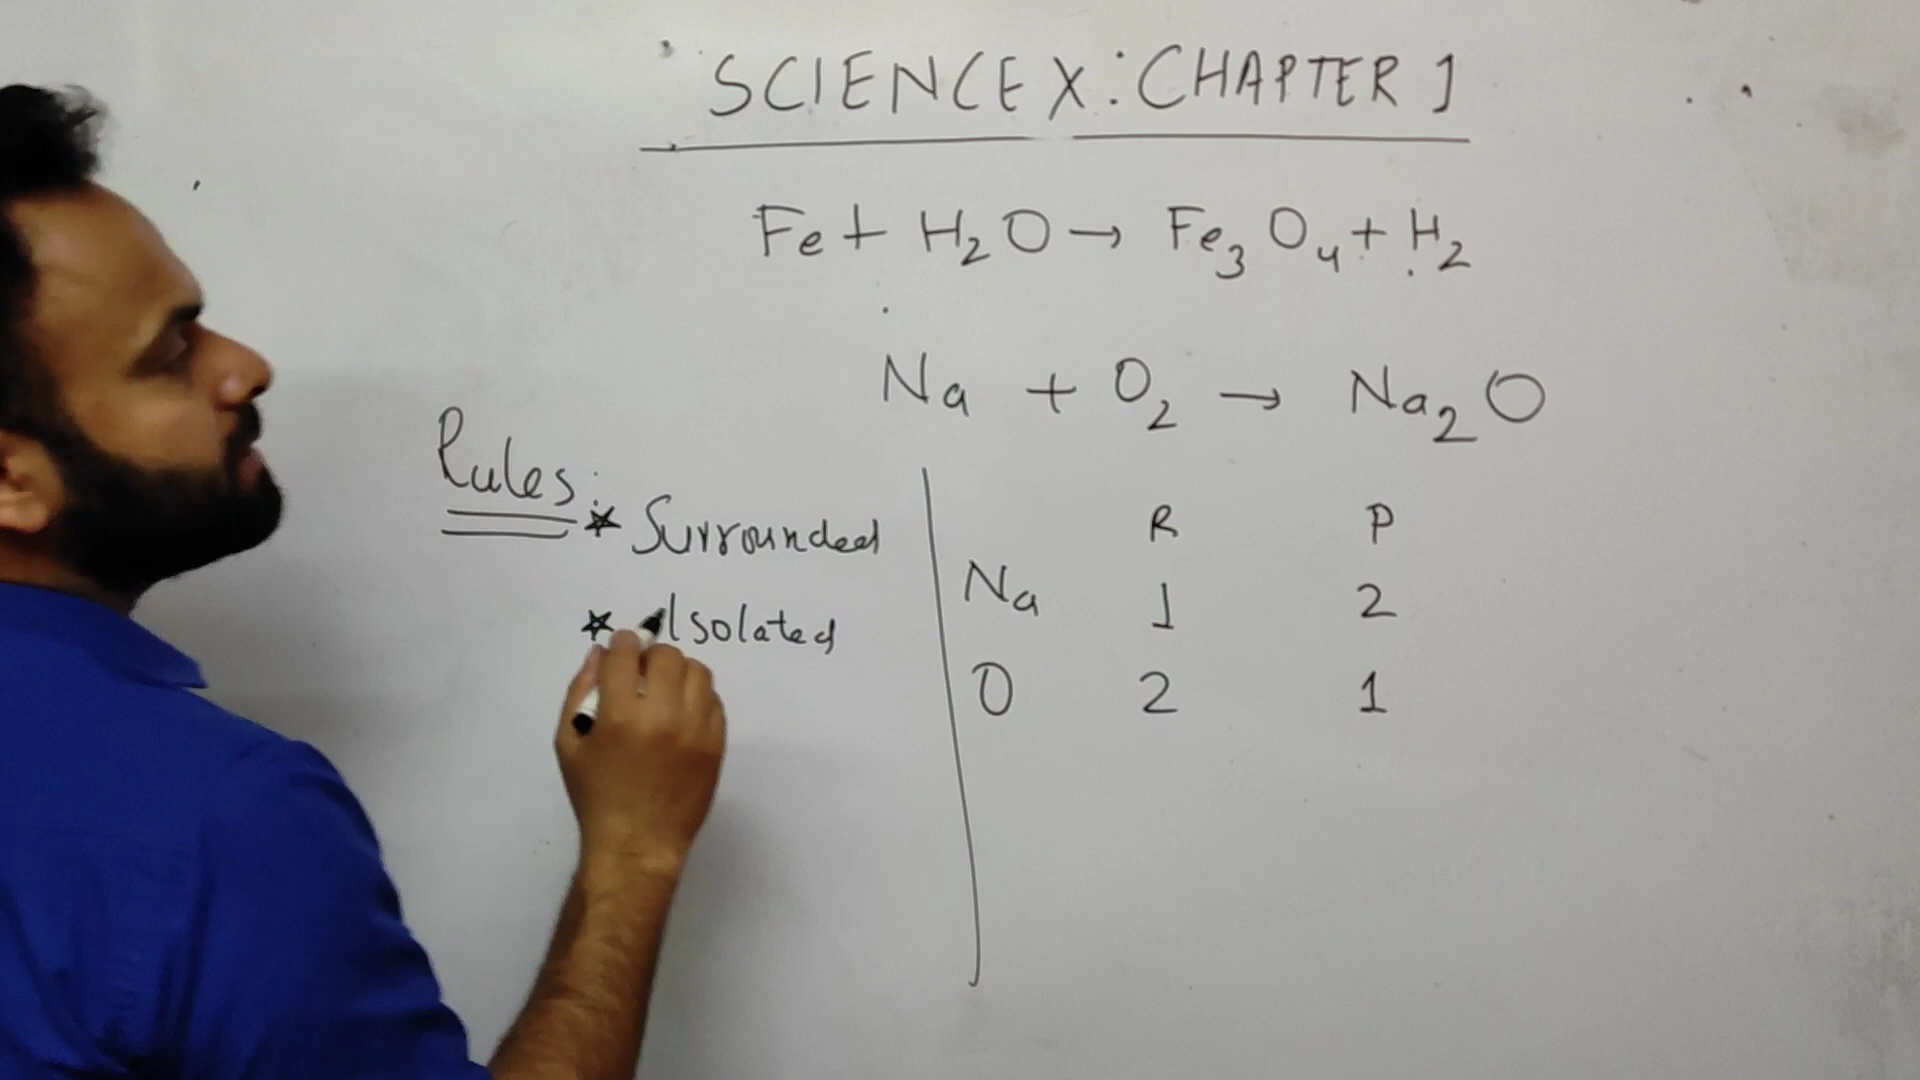 SCIENCE X : CHAPTER 1
Fe + H₂O → Fe₃O₄ + H₂
Na + O₂ → Na₂O
Rules:
* Surrounded
* Isolated
R P
Na 1 2
O 2 1